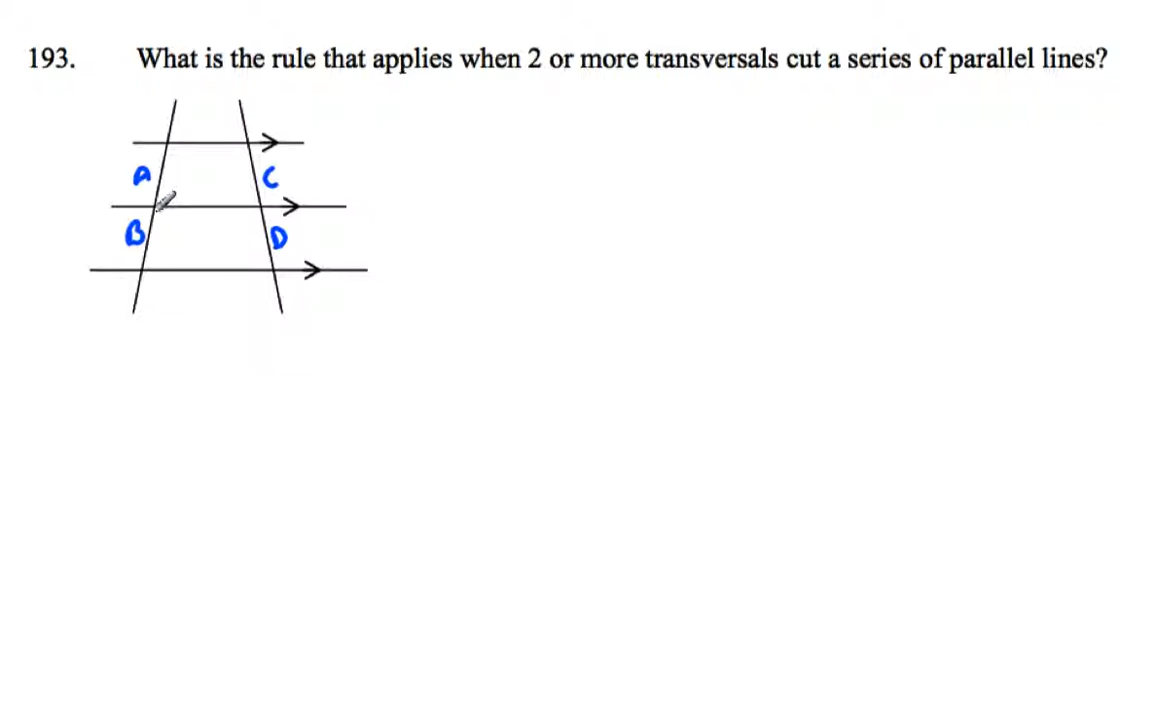 193. What is the rule that applies when 2 or more transversals cut a series of parallel lines?
A C
B D